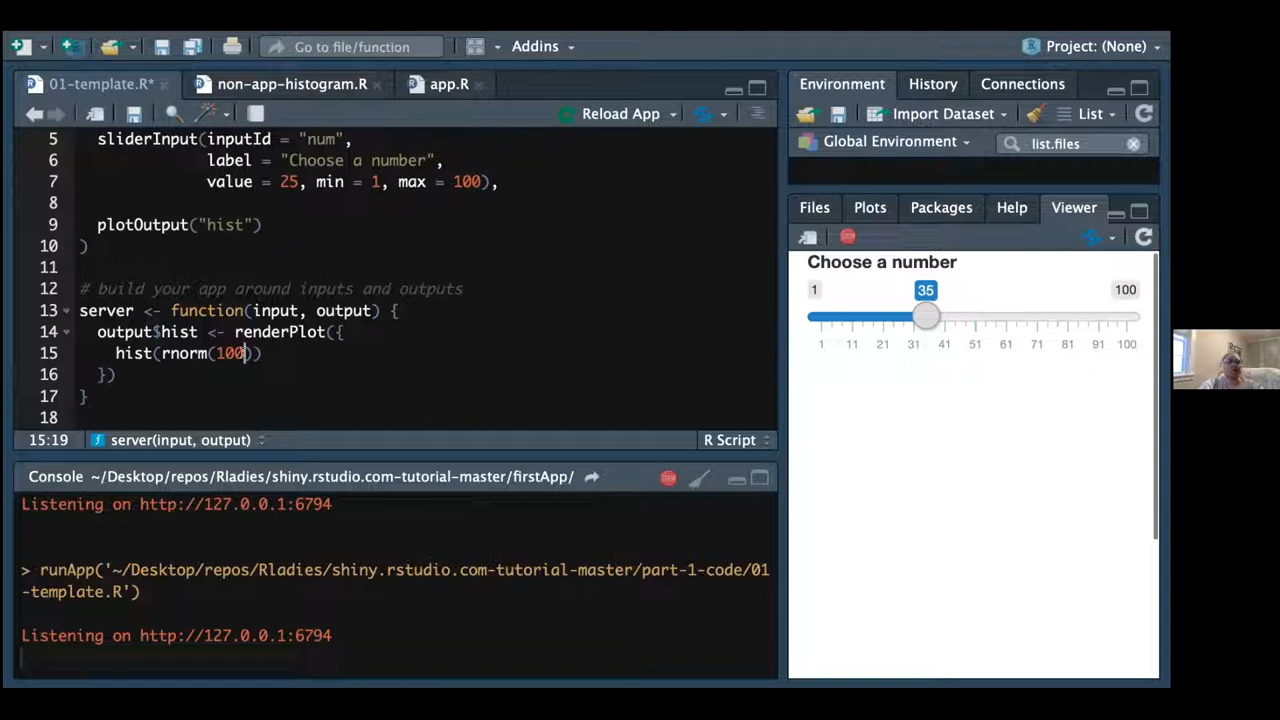 Go to file/function
Addins
Project: (None)
01-template.R*
non-app-histogram.R
app.R
Reload App
5 sliderInput(inputId = "num",
6 label = "Choose a number",
7 value = 25, min = 1, max = 100),
8
9 plotOutput("hist")
10 )
11
12 # build your app around inputs and outputs
13 server <- function(input, output) {
14 output$hist <- renderPlot({
15 hist(rnorm(100))
16 })
17 }
18
15:19 server(input, output) R Script
Console ~/Desktop/repos/Rladies/shiny.rstudio.com-tutorial-master/firstApp/
Listening on http://127.0.0.1:6794
> runApp('~/Desktop/repos/Rladies/shiny.rstudio.com-tutorial-master/part-1-code/01
-template.R')
Listening on http://127.0.0.1:6794
Environment History Connections
Import Dataset List
Global Environment list.files
Files Plots Packages Help Viewer
Choose a number
1 35 100
1 11 21 31 41 51 61 71 81 91 100